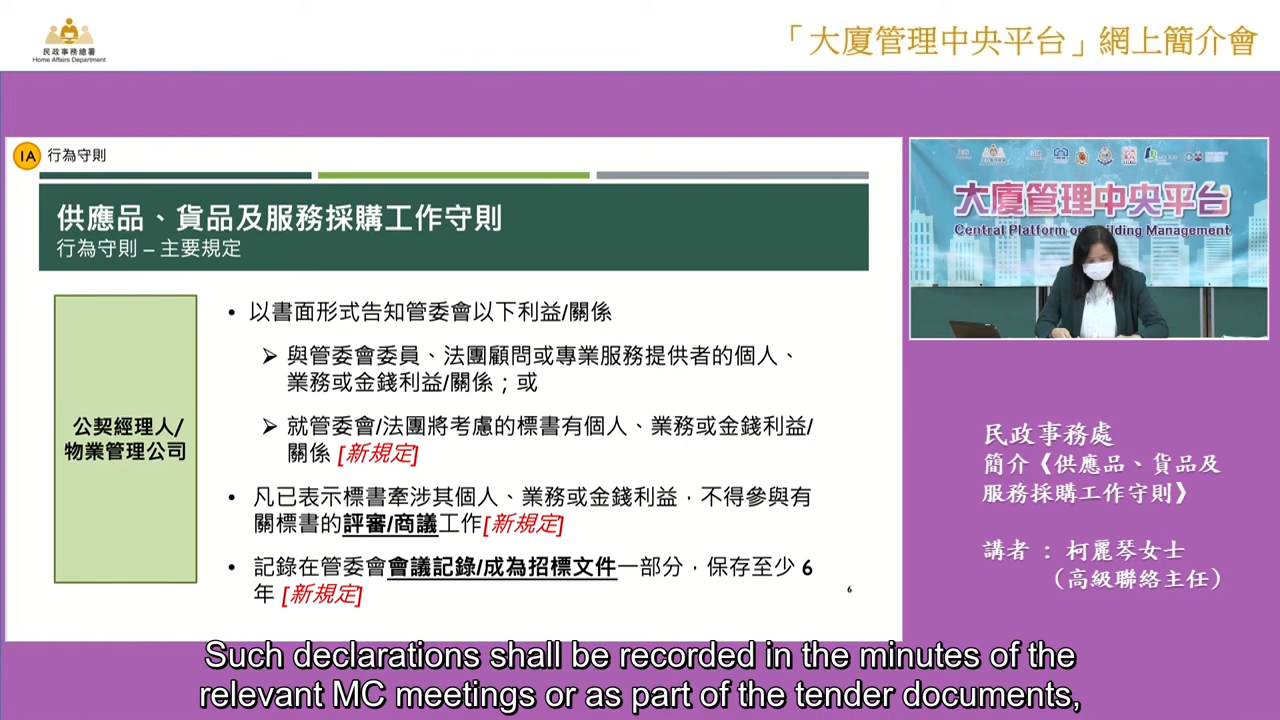 民政事務總署
Home Affairs Department
「大廈管理中央平台」網上簡介會
1A 行為守則
供應品、貨品及服務採購工作守則
行為守則 – 主要規定
公契經理人/
物業管理公司
• 以書面形式告知管委會以下利益/關係
➢ 與管委會委員、法團顧問或專業服務提供者的個人、
業務或金錢利益/關係；或
➢ 就管委會/法團將考慮的標書有個人、業務或金錢利益/
關係 [新規定]
• 凡已表示標書牽涉其個人、業務或金錢利益，不得參與有
關標書的評審/商議工作[新規定]
• 記錄在管委會會議記錄/成為招標文件一部分，保存至少 6
年 [新規定]
6
大廈管理中央平台
Central Platform on Building Management
民政事務處
簡介《供應品、貨品及
服務採購工作守則》
講者 ： 柯麗琴女士
（高級聯絡主任）
Such declarations shall be recorded in the minutes of the
relevant MC meetings or as part of the tender documents,